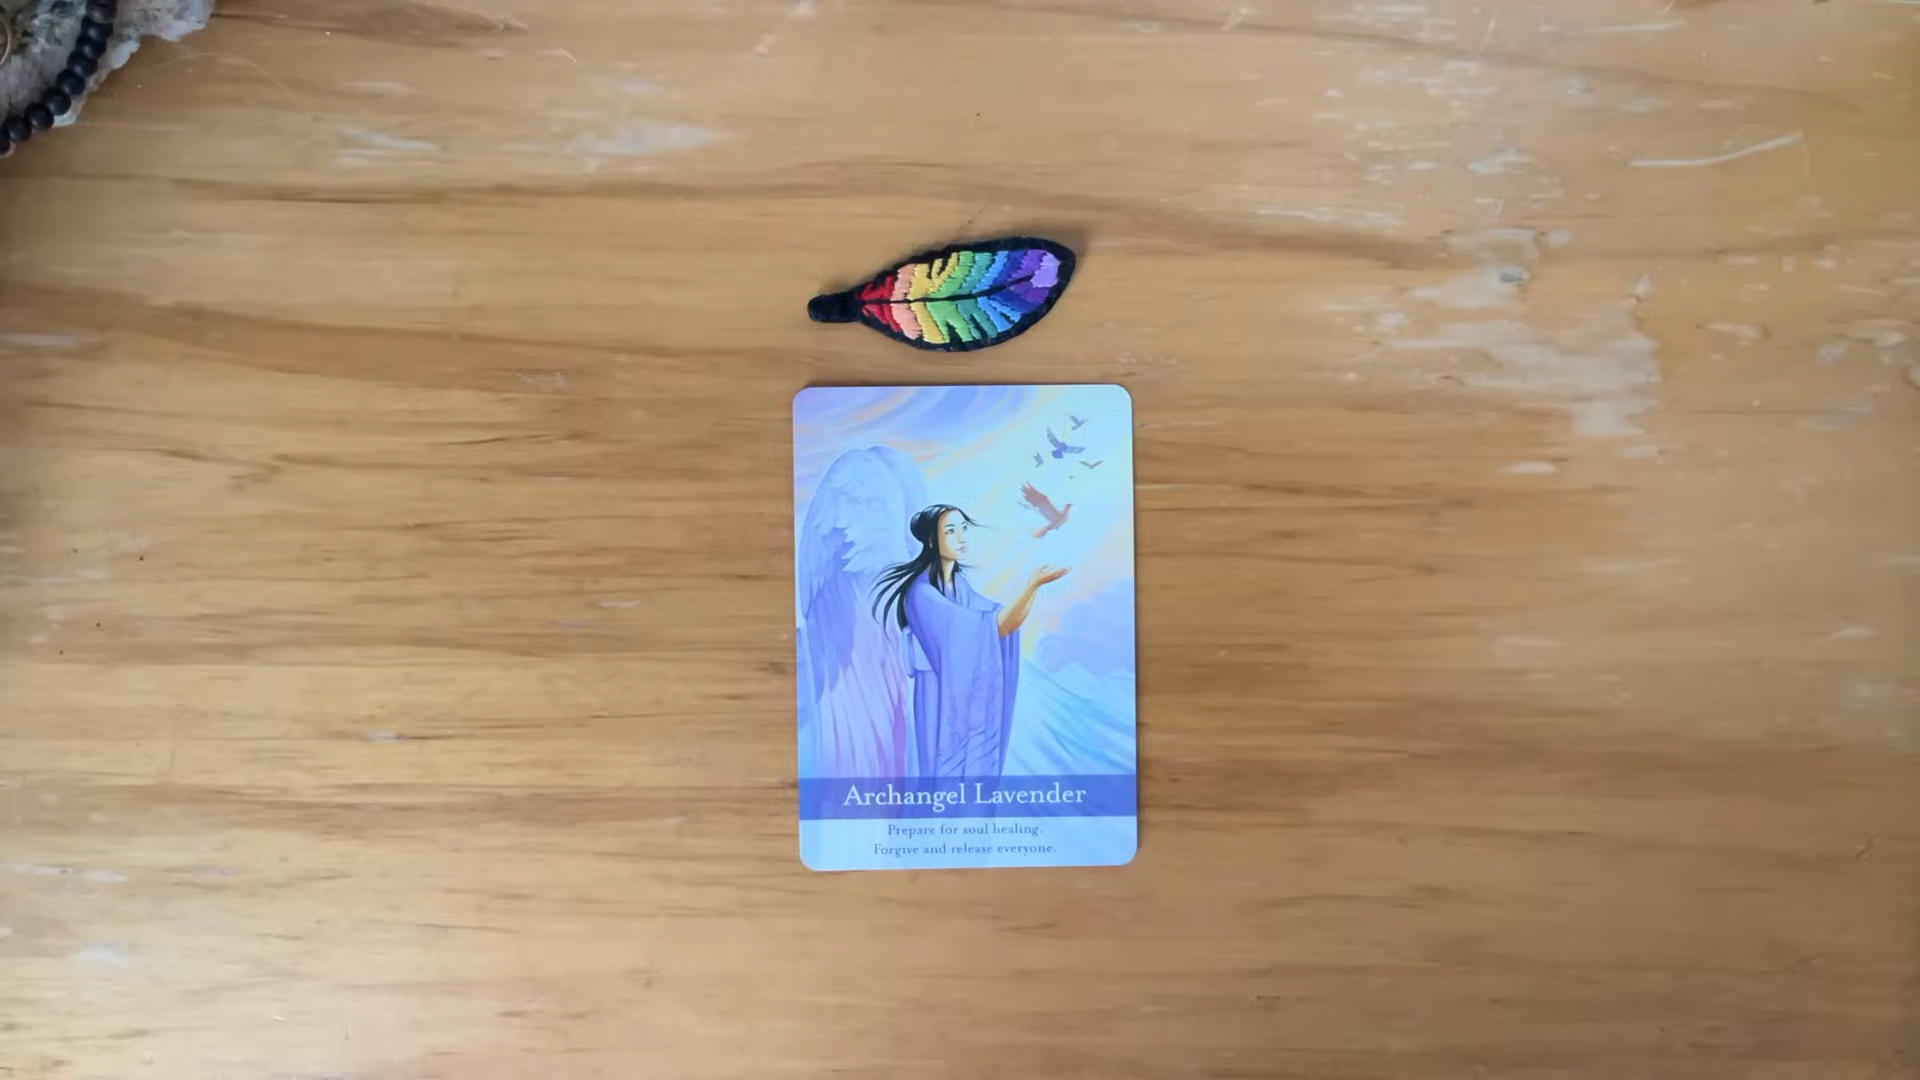 Archangel Lavender
Prepare for soul healing.
Forgive and release everyone.